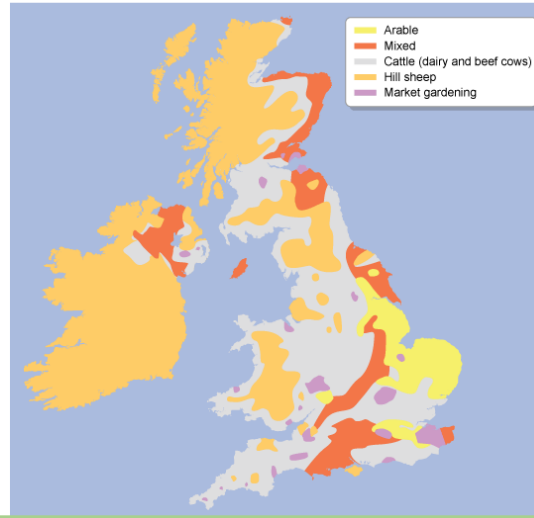 Arable
Mixed
Cattle (dairy and beef cows)
Hill sheep
Market gardening